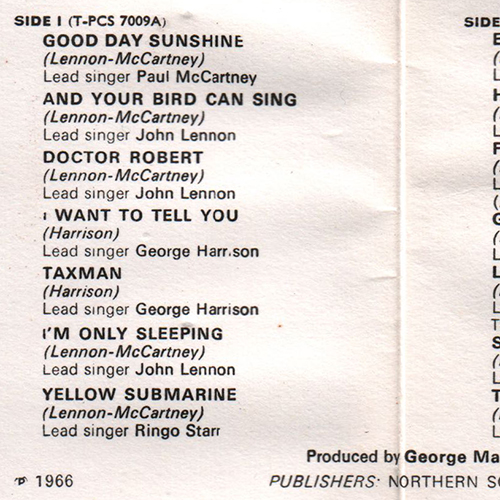 SIDE I (T-PCS 7009A)
GOOD DAY SUNSHINE
(Lennon-McCartney)
Lead singer Paul McCartney
AND YOUR BIRD CAN SING
(Lennon-McCartney)
Lead singer John Lennon
DOCTOR ROBERT
(Lennon-McCartney)
Lead singer John Lennon
I WANT TO TELL YOU
(Harrison)
Lead singer George Harrison
TAXMAN
(Harrison)
Lead singer George Harrison
I'M ONLY SLEEPING
(Lennon-McCartney)
Lead singer John Lennon
YELLOW SUBMARINE
(Lennon-McCartney)
Lead singer Ringo Starr
Produced by George Ma
℗ 1966
PUBLISHERS: NORTHERN S
SIDE